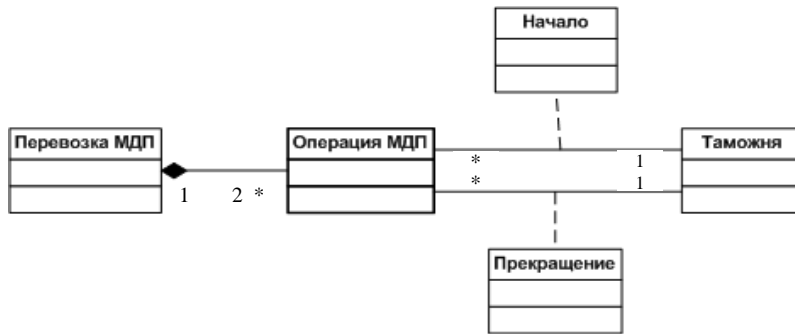 Начало
Перевозка МДП
Операция МДП
Таможня
* 1
1 2 * * 1
Прекращение